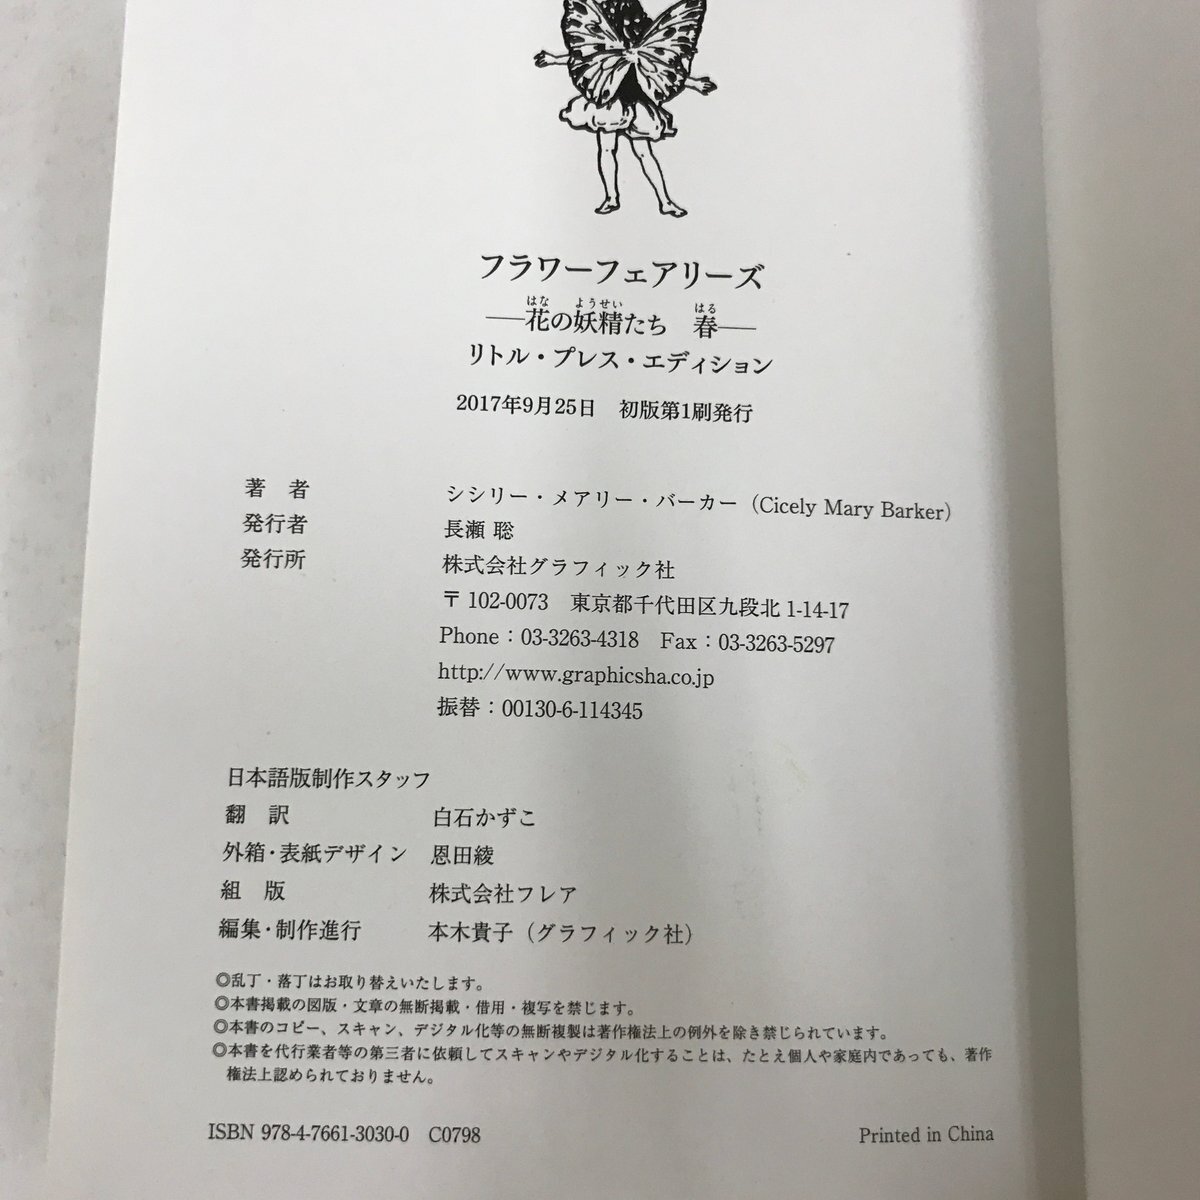 フラワーフェアリーズ
―花の妖精たち　春―
リトル・プレス・エディション
2017年9月25日　初版第1刷発行
著　者　シシリー・メアリー・バーカー（Cicely Mary Barker）
発行者　長瀬 聡
発行所　株式会社グラフィック社
〒102-0073　東京都千代田区九段北 1-14-17
Phone：03-3263-4318　Fax：03-3263-5297
http://www.graphicsha.co.jp
振替：00130-6-114345
日本語版制作スタッフ
翻　訳　白石かずこ
外箱・表紙デザイン　恩田綾
組　版　株式会社フレア
編集・制作進行　本木貴子（グラフィック社）
◎乱丁・落丁はお取り替えいたします。
◎本書掲載の図版・文章の無断掲載・借用・複写を禁じます。
◎本書のコピー、スキャン、デジタル化等の無断複製は著作権法上の例外を除き禁じられています。
◎本書を代行業者等の第三者に依頼してスキャンやデジタル化することは、たとえ個人や家庭内であっても、著作
権法上認められておりません。
ISBN 978-4-7661-3030-0　C0798　Printed in China